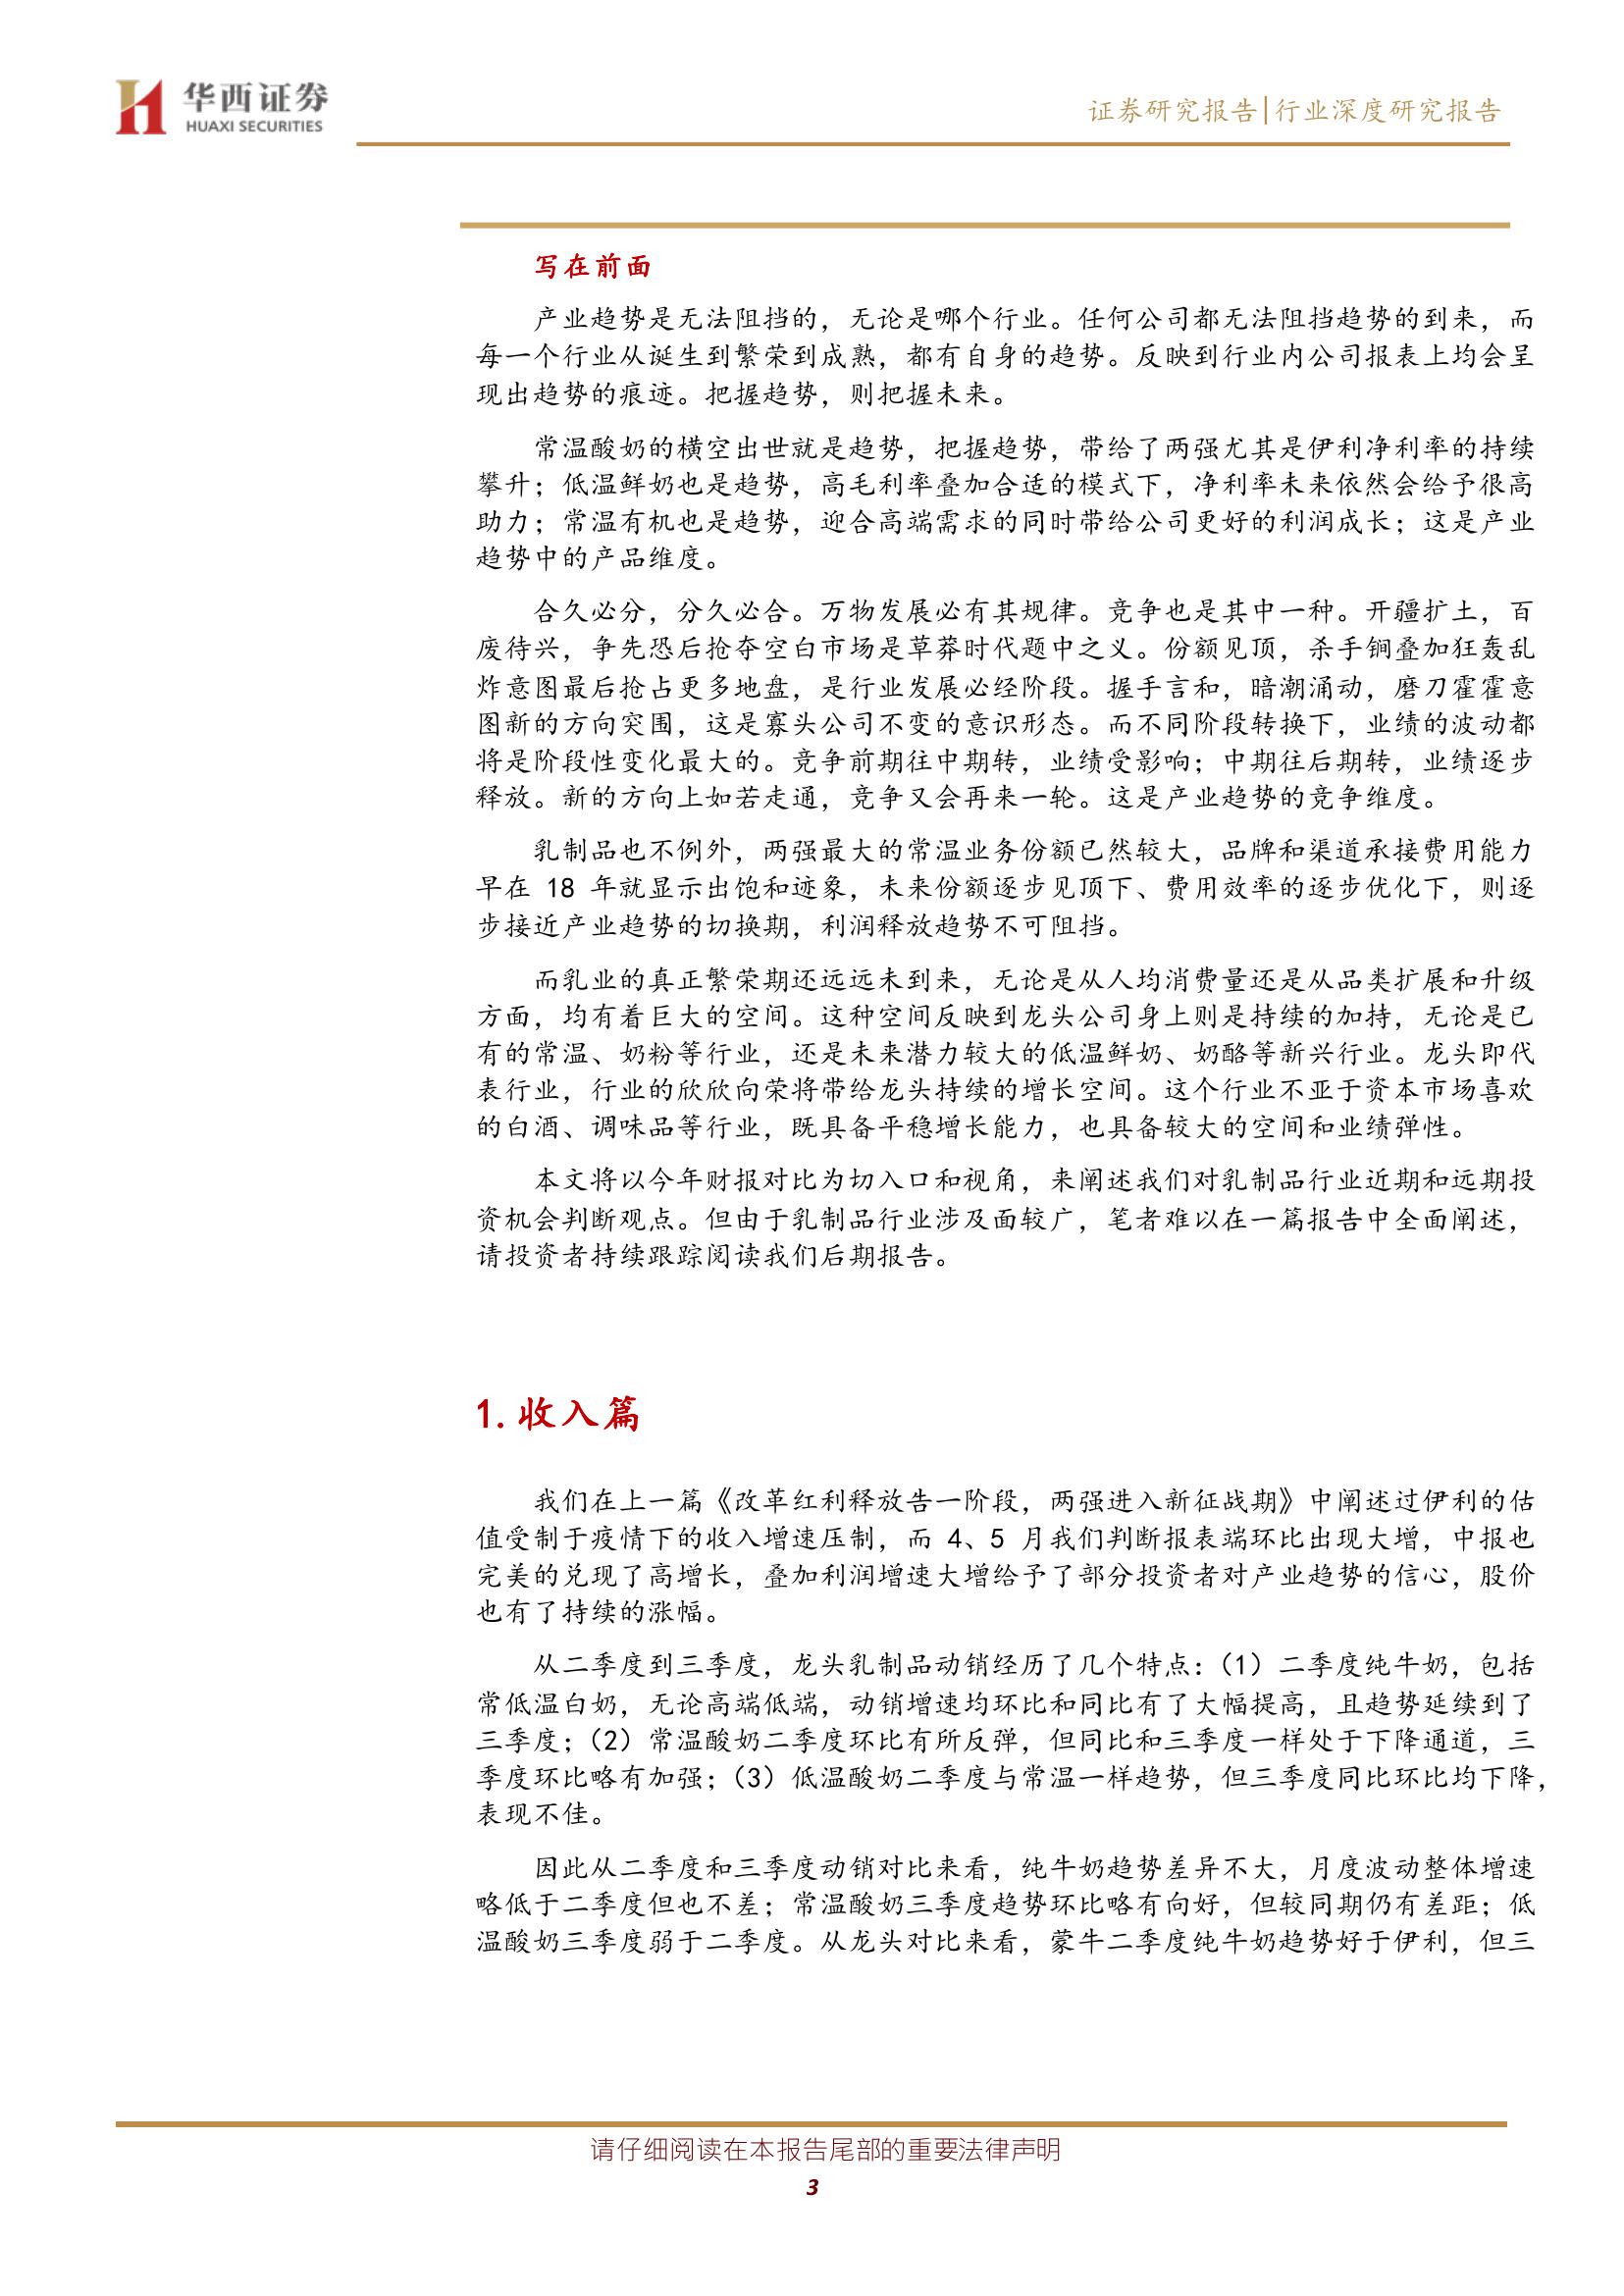 华西证券
HUAXI SECURITIES
证券研究报告|行业深度研究报告
写在前面
产业趋势是无法阻挡的，无论是哪个行业。任何公司都无法阻挡趋势的到来，而
每一个行业从诞生到繁荣到成熟，都有自身的趋势。反映到行业内公司报表上均会呈
现出趋势的痕迹。把握趋势，则把握未来。
常温酸奶的横空出世就是趋势，把握趋势，带给了两强尤其是伊利净利率的持续
攀升；低温鲜奶也是趋势，高毛利率叠加合适的模式下，净利率未来依然会给予很高
助力；常温有机也是趋势，迎合高端需求的同时带给公司更好的利润成长；这是产业
趋势中的产品维度。
合久必分，分久必合。万物发展必有其规律。竞争也是其中一种。开疆扩土，百
废待兴，争先恐后抢夺空白市场是草莽时代题中之义。份额见顶，杀手锏叠加狂轰乱
炸意图最后抢占更多地盘，是行业发展必经阶段。握手言和，暗潮涌动，磨刀霍霍意
图新的方向突围，这是寡头公司不变的意识形态。而不同阶段转换下，业绩的波动都
将是阶段性变化最大的。竞争前期往中期转，业绩受影响；中期往后期转，业绩逐步
释放。新的方向上如若走通，竞争又会再来一轮。这是产业趋势的竞争维度。
乳制品也不例外，两强最大的常温业务份额已然较大，品牌和渠道承接费用能力
早在 18 年就显示出饱和迹象，未来份额逐步见顶下、费用效率的逐步优化下，则逐
步接近产业趋势的切换期，利润释放趋势不可阻挡。
而乳业的真正繁荣期还远远未到来，无论是从人均消费量还是从品类扩展和升级
方面，均有着巨大的空间。这种空间反映到龙头公司身上则是持续的加持，无论是已
有的常温、奶粉等行业，还是未来潜力较大的低温鲜奶、奶酪等新兴行业。龙头即代
表行业，行业的欣欣向荣将带给龙头持续的增长空间。这个行业不亚于资本市场喜欢
的白酒、调味品等行业，既具备平稳增长能力，也具备较大的空间和业绩弹性。
本文将以今年财报对比为切入口和视角，来阐述我们对乳制品行业近期和远期投
资机会判断观点。但由于乳制品行业涉及面较广，笔者难以在一篇报告中全面阐述，
请投资者持续跟踪阅读我们后期报告。
1.收入篇
我们在上一篇《改革红利释放告一阶段，两强进入新征战期》中阐述过伊利的估
值受制于疫情下的收入增速压制，而 4、5 月我们判断报表端环比出现大增，中报也
完美的兑现了高增长，叠加利润增速大增给予了部分投资者对产业趋势的信心，股价
也有了持续的涨幅。
从二季度到三季度，龙头乳制品动销经历了几个特点：（1）二季度纯牛奶，包括
常低温白奶，无论高端低端，动销增速均环比和同比有了大幅提高，且趋势延续到了
三季度；（2）常温酸奶二季度环比有所反弹，但同比和三季度一样处于下降通道，三
季度环比略有加强；（3）低温酸奶二季度与常温一样趋势，但三季度同比环比均下降，
表现不佳。
因此从二季度和三季度动销对比来看，纯牛奶趋势差异不大，月度波动整体增速
略低于二季度但也不差；常温酸奶三季度趋势环比略有向好，但较同期仍有差距；低
温酸奶三季度弱于二季度。从龙头对比来看，蒙牛二季度纯牛奶趋势好于伊利，但三
请仔细阅读在本报告尾部的重要法律声明
3